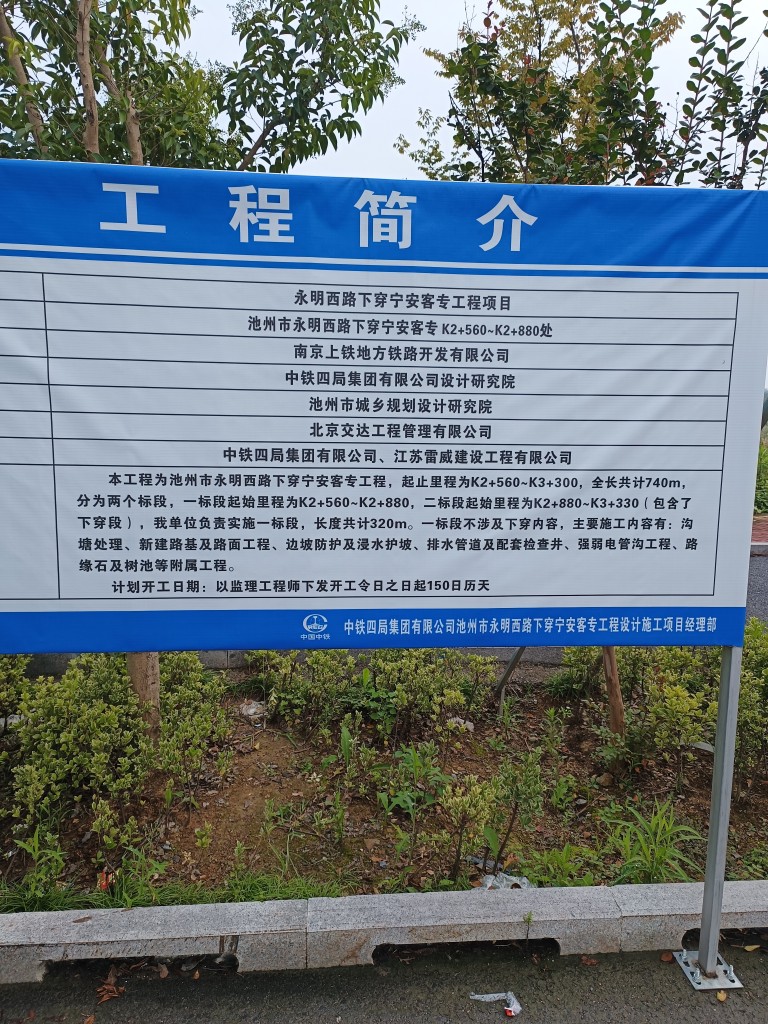 工程简介
永明西路下穿宁安客专工程项目
池州市永明西路下穿宁安客专 K2+560~K2+880处
南京上铁地方铁路开发有限公司
中铁四局集团有限公司设计研究院
池州市城乡规划设计研究院
北京交达工程管理有限公司
中铁四局集团有限公司、江苏雷威建设工程有限公司
本工程为池州市永明西路下穿宁安客专工程，起止里程为K2+560~K3+300，全长共计740m，
分为两个标段，一标段起始里程为K2+560~K2+880，二标段起始里程为K2+880~K3+330（包含了
下穿段），我单位负责实施一标段，长度共计320m。一标段不涉及下穿内容，主要施工内容有：沟
塘处理、新建路基及路面工程、边坡防护及浸水护坡、排水管道及配套检查井、强弱电管沟工程、路
缘石及树池等附属工程。
计划开工日期：以监理工程师下发开工令日之日起150日历天
中国中铁 中铁四局集团有限公司池州市永明西路下穿宁安客专工程设计施工项目经理部